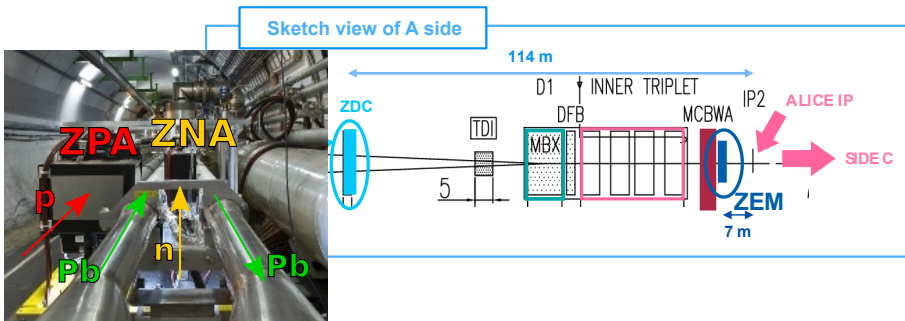 Sketch view of A side
114 m
D1
INNER TRIPLET
IP2
ALICE IP
ZDC
DFB
MCBWA
TDI
MBX
SIDE C
5
ZEM
7 m
ZPA
ZNA
p
n
Pb
Pb